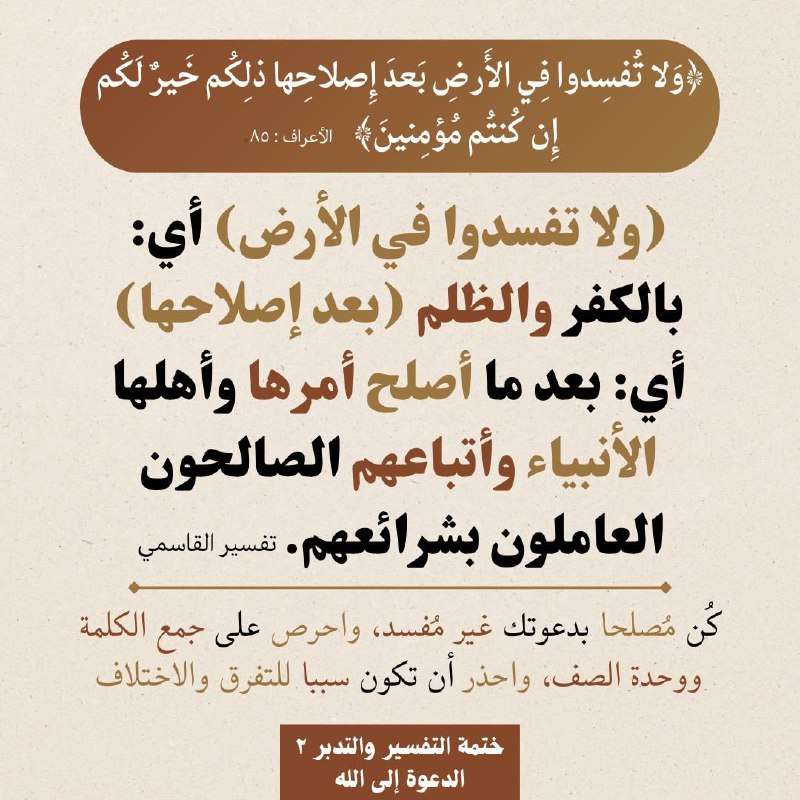 ﴿وَلا تُفسِدوا فِي الأَرضِ بَعدَ إِصلاحِها ذلِكُم خَيرٌ لَكُم
إِن كُنتُم مُؤمِنينَ﴾ الأعراف : ٨٥.
(ولا تفسدوا في الأرض) أي:
بالكفر والظلم (بعد إصلاحها)
أي: بعد ما أصلح أمرها وأهلها
الأنبياء وأتباعهم الصالحون
العاملون بشرائعهم. تفسير القاسمي
كُن مُصلحا بدعوتك غير مُفسد، واحرص على جمع الكلمة
ووحدة الصف، واحذر أن تكون سببا للتفرق والاختلاف
ختمة التفسير والتدبر ٢
الدعوة إلى الله